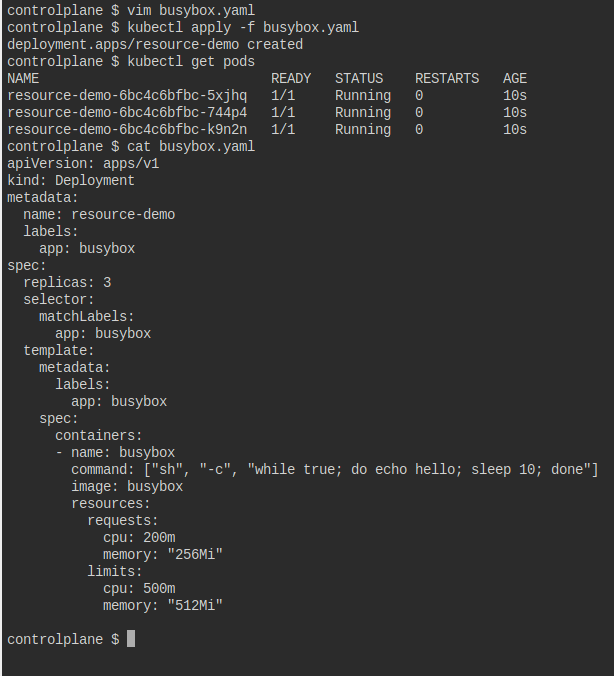 controlplane $ vim busybox.yaml
controlplane $ kubectl apply -f busybox.yaml
deployment.apps/resource-demo created
controlplane $ kubectl get pods
NAME                             READY   STATUS    RESTARTS   AGE
resource-demo-6bc4c6bfbc-5xjhq   1/1     Running   0          10s
resource-demo-6bc4c6bfbc-744p4   1/1     Running   0          10s
resource-demo-6bc4c6bfbc-k9n2n   1/1     Running   0          10s
controlplane $ cat busybox.yaml
apiVersion: apps/v1
kind: Deployment
metadata:
  name: resource-demo
  labels:
    app: busybox
spec:
  replicas: 3
  selector:
    matchLabels:
      app: busybox
  template:
    metadata:
      labels:
        app: busybox
    spec:
      containers:
      - name: busybox
        command: ["sh", "-c", "while true; do echo hello; sleep 10; done"]
        image: busybox
        resources:
          requests:
            cpu: 200m
            memory: "256Mi"
          limits:
            cpu: 500m
            memory: "512Mi"

controlplane $